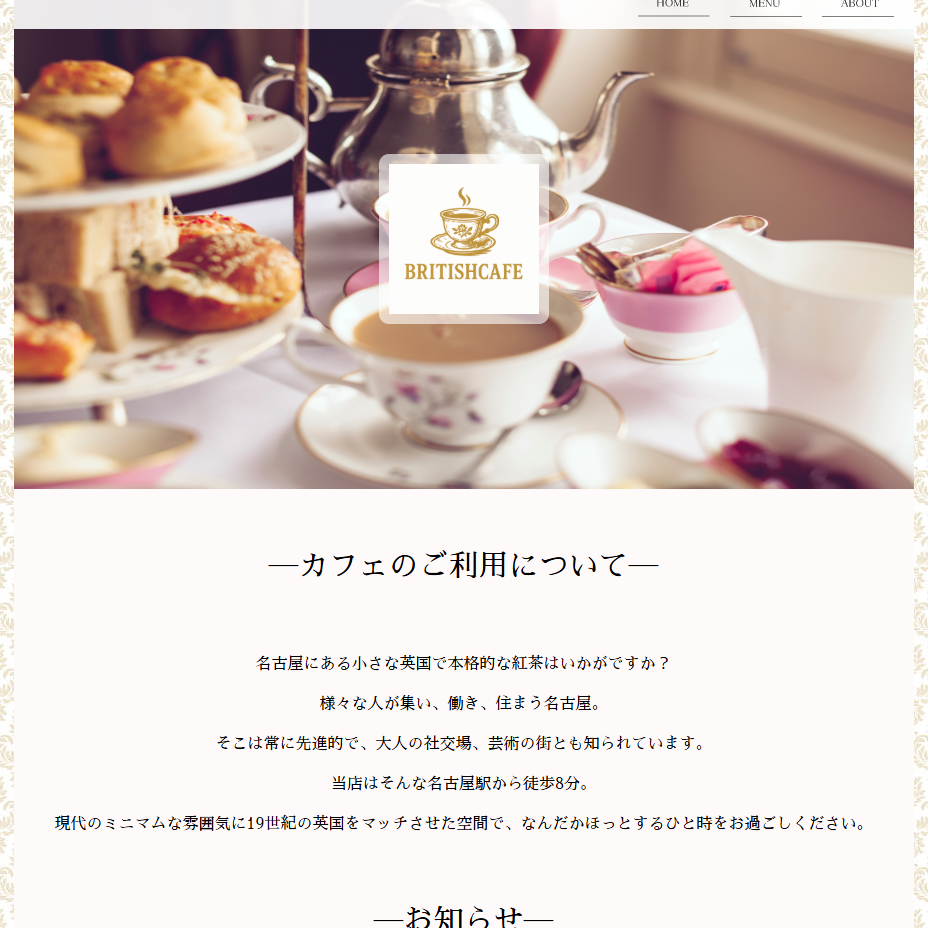 HOME MENU ABOUT
BRITISHCAFE
―カフェのご利用について―
名古屋にある小さな英国で本格的な紅茶はいかがですか？
様々な人が集い、働き、住まう名古屋。
そこは常に先進的で、大人の社交場、芸術の街とも知られています。
当店はそんな名古屋駅から徒歩8分。
現代のミニマムな雰囲気に19世紀の英国をマッチさせた空間で、なんだかほっとするひと時をお過ごしください。
―お知らせ―